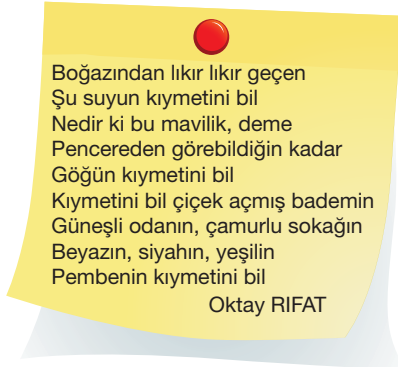 Boğazından lıkır lıkır geçen
Şu suyun kıymetini bil
Nedir ki bu mavilik, deme
Pencereden görebildiğin kadar
Göğün kıymetini bil
Kıymetini bil çiçek açmış bademin
Güneşli odanın, çamurlu sokağın
Beyazın, siyahın, yeşilin
Pembenin kıymetini bil
Oktay RIFAT